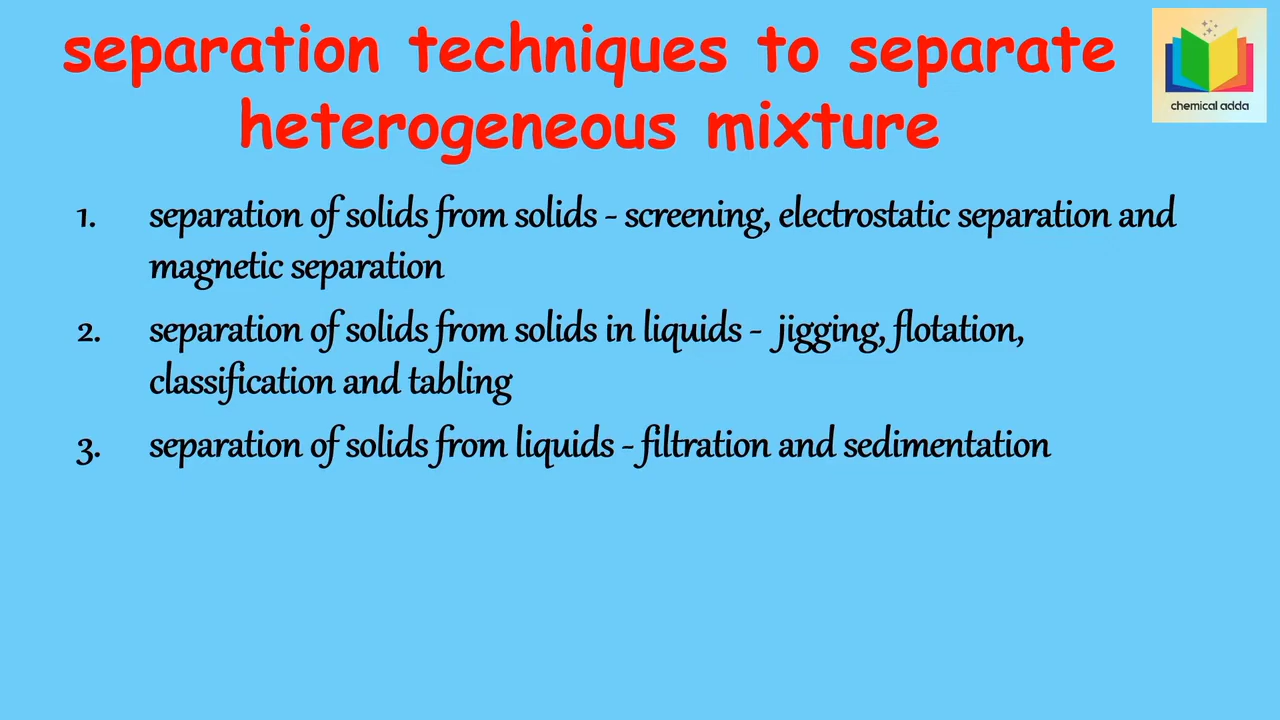 separation techniques to separate
heterogeneous mixture
chemical adda
1. separation of solids from solids - screening, electrostatic separation and
magnetic separation
2. separation of solids from solids in liquids - jigging, flotation,
classification and tabling
3. separation of solids from liquids - filtration and sedimentation